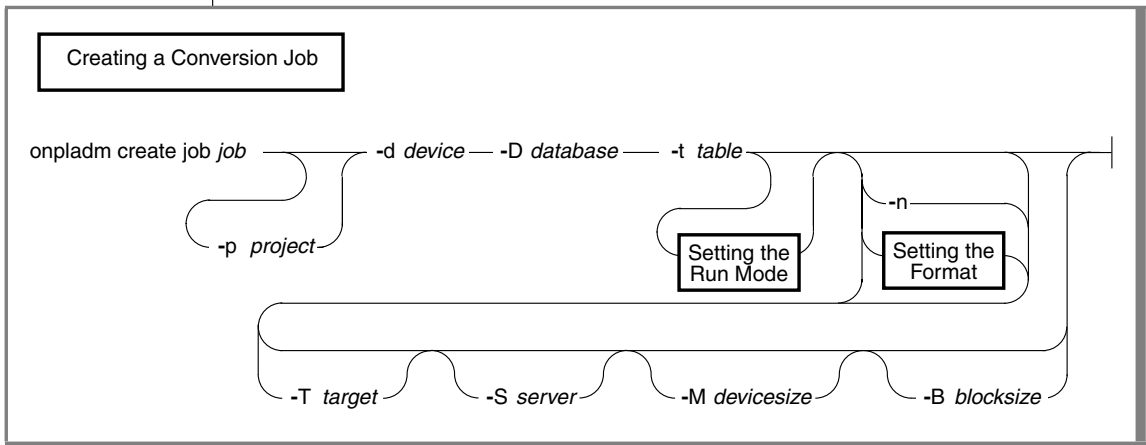 Creating a Conversion Job
onpladm create job job
-d device
-D database
-t table
-p project
Setting the
Run Mode
-n
Setting the
Format
-T target
-S server
-M devicesize
-B blocksize